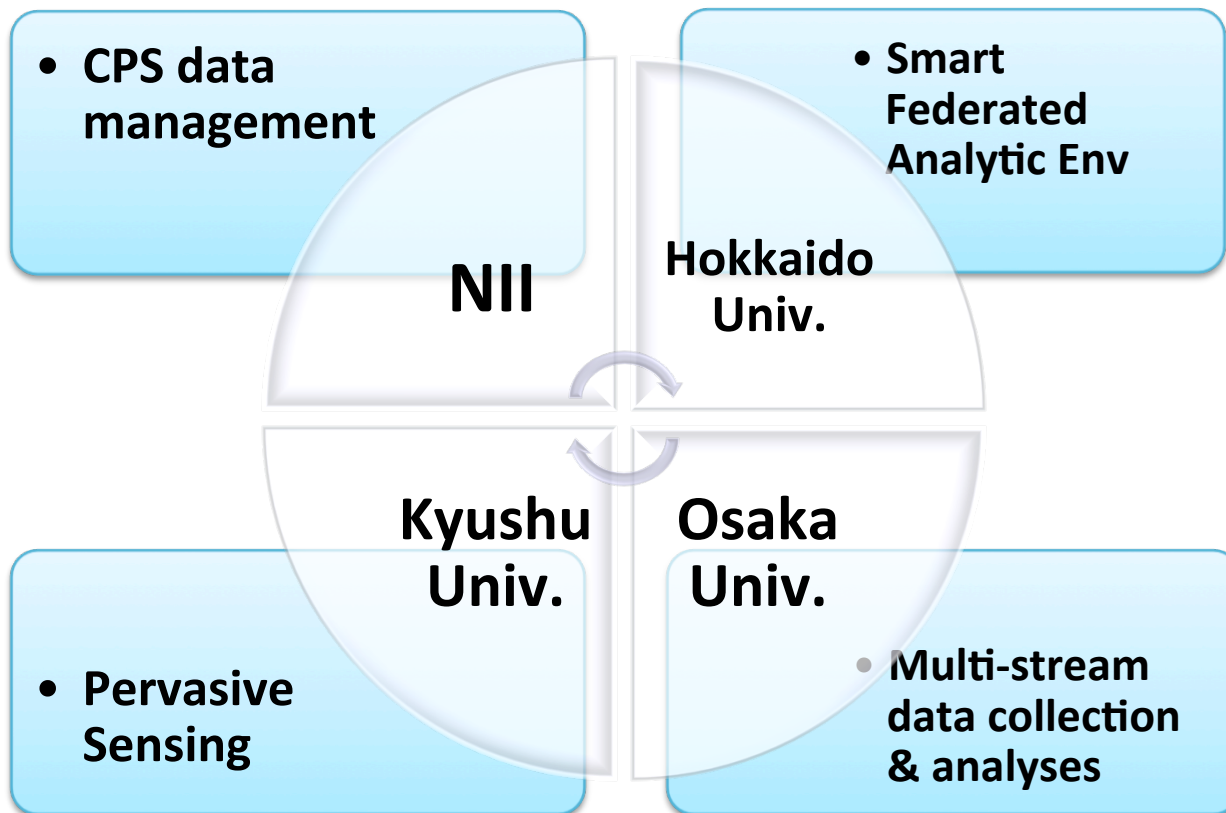 • CPS data
management
• Smart
Federated
Analytic Env
NII
Hokkaido
Univ.
Kyushu
Univ.
Osaka
Univ.
• Pervasive
Sensing
• Multi-stream
data collection
& analyses